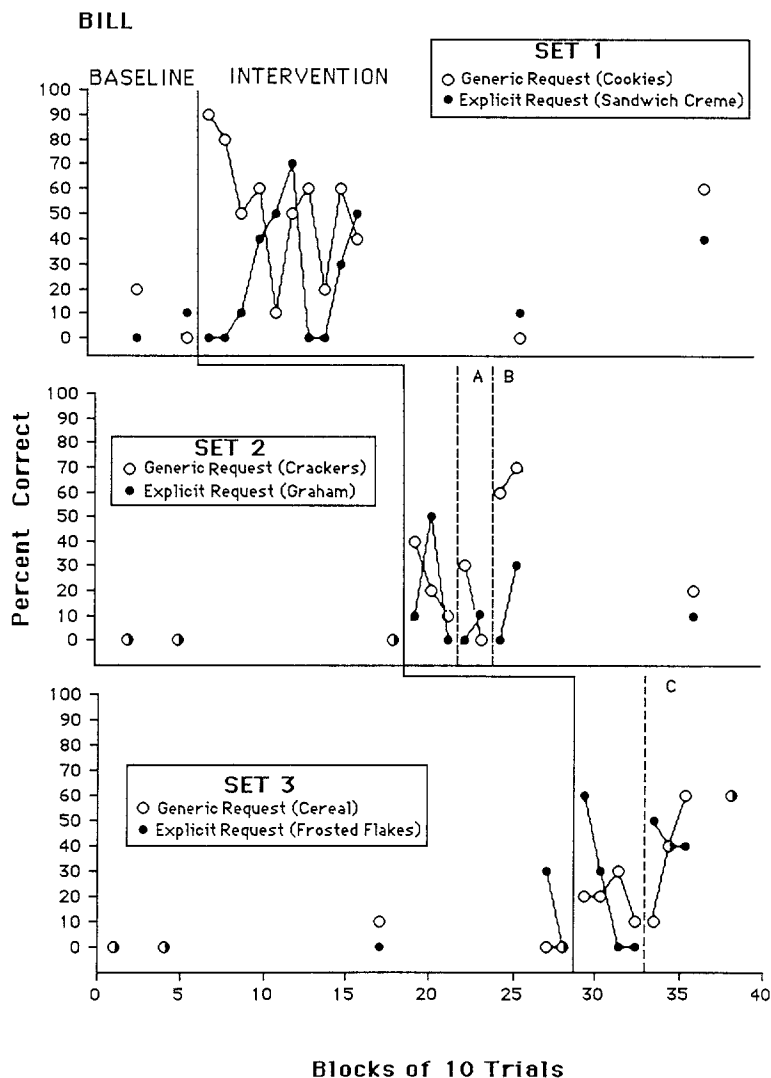 BILL
SET 1
Generic Request (Cookies)
Explicit Request (Sandwich Creme)
BASELINE INTERVENTION
100
90
80
70
60
50
40
30
20
10
0
A B
100
90
80
70
60
50
40
30
20
10
0
SET 2
Generic Request (Crackers)
Explicit Request (Graham)
Percent Correct
C
100
90
80
70
60
50
40
30
20
10
0
SET 3
Generic Request (Cereal)
Explicit Request (Frosted Flakes)
0 5 10 15 20 25 30 35 40
Blocks of 10 Trials